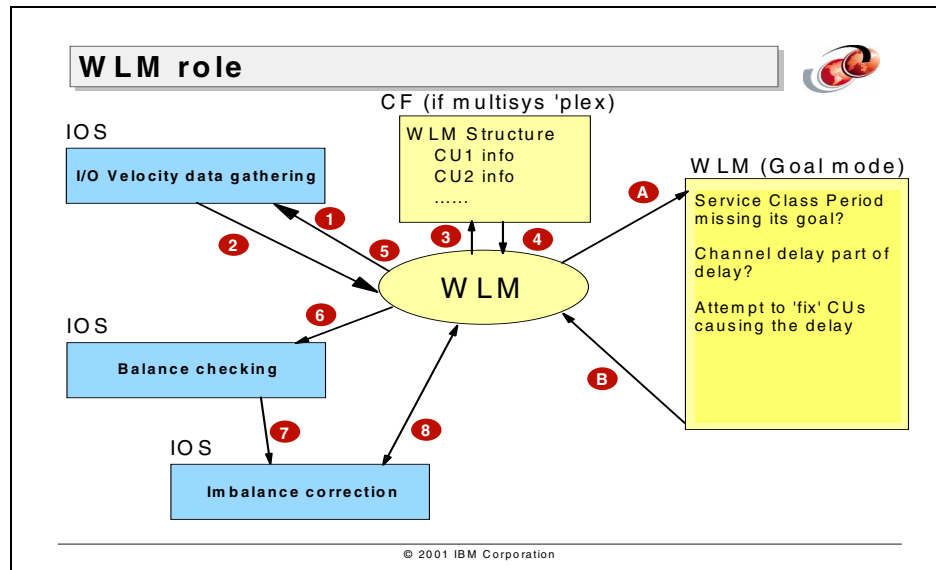 WLM role
CF (if multisys 'plex)
IOS
I/O Velocity data gathering
WLM Structure
CU1 info
CU2 info
......
WLM (Goal mode)
Service Class Period
missing its goal?
Channel delay part of
delay?
Attempt to 'fix' CUs
causing the delay
A
1
2
3
4
5
WLM
6
IOS
Balance checking
B
7
8
IOS
Imbalance correction
© 2001 IBM Corporation